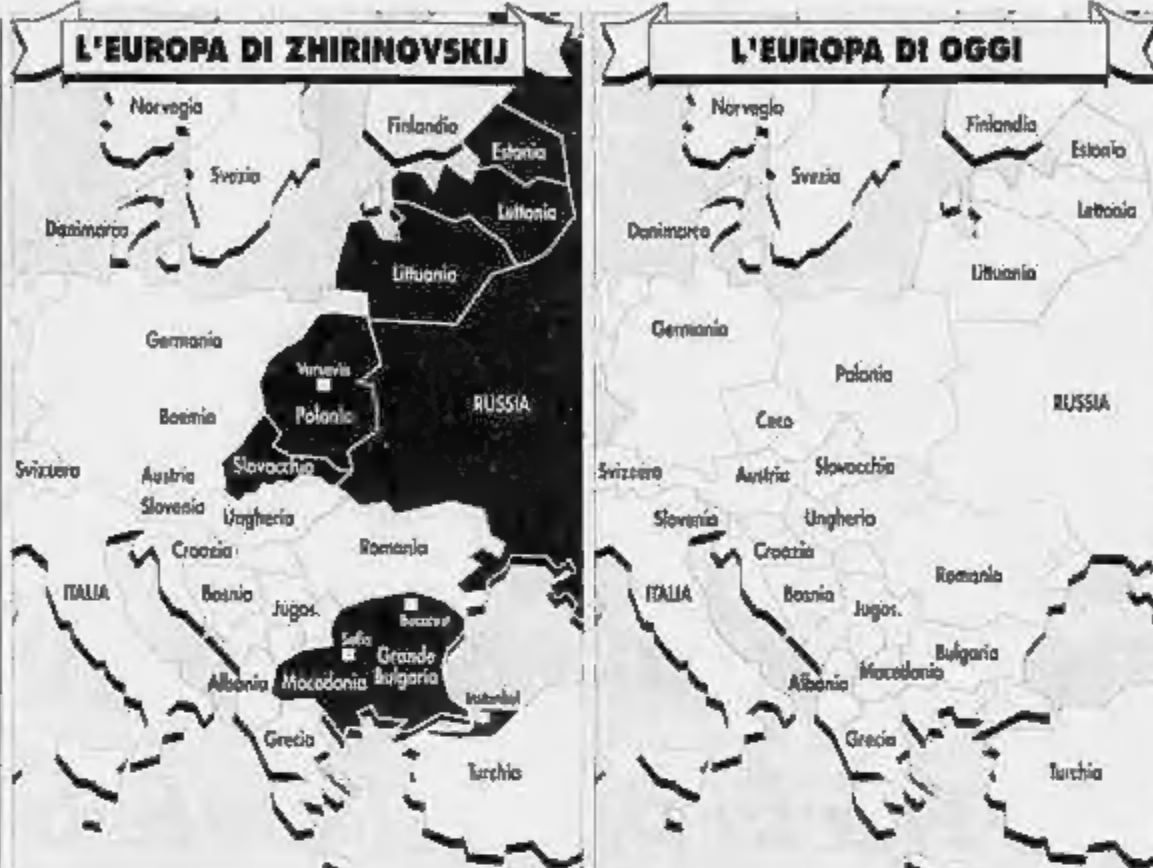 L'EUROPA DI ZHIRINOVSKIJ
Norvegia
Finlandia
Estonia
Svezia
Lettonia
Danimarca
Lituania
Germania
Varsavia
Polonia
RUSSIA
Boemia
Slovacchia
Svizzera
Austria
Slovenia
Ungheria
Croazia
Romania
ITALIA
Bosnia
Jugos.
Bucarest
Sofia
Grande
Bulgaria
Albania
Macedonia
Istanbul
Grecia
Turchia
L'EUROPA DI OGGI
Norvegia
Finlandia
Estonia
Svezia
Lettonia
Danimarca
Lituania
Germania
Polonia
RUSSIA
Ceca
Svizzera
Austria
Slovacchia
Slovenia
Ungheria
Croazia
Romania
ITALIA
Bosnia
Jugos.
Bulgaria
Macedonia
Albania
Grecia
Turchia